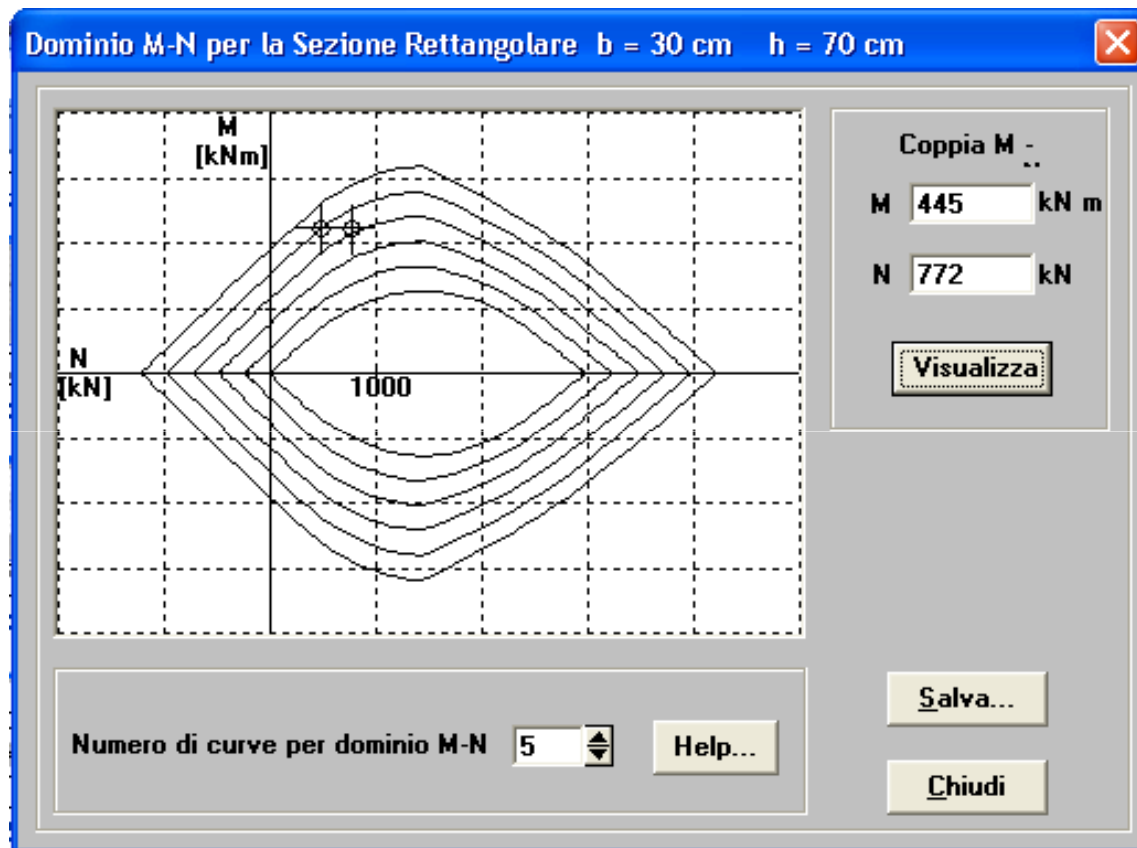 Dominio M-N per la Sezione Rettangolare b = 30 cm h = 70 cm
M
[kNm]
N
[kN]
1000
Coppia M -
M 445 kN m
N 772 kN
Visualizza
Numero di curve per dominio M-N 5
Help...
Salva...
Chiudi